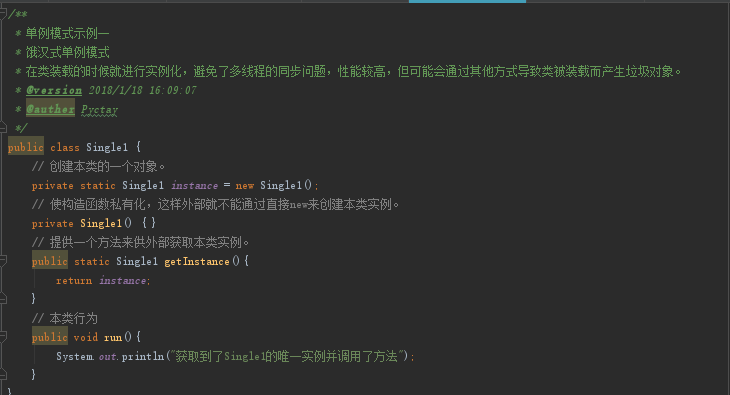 /**
 * 单例模式示例一
 * 饿汉式单例模式
 * 在类装载的时候就进行实例化，避免了多线程的同步问题，性能较高，但可能会通过其他方式导致类被装载而产生垃圾对象。
 * @version 2018/1/18 16:09:07
 * @auther Pyctay
 */
public class Single1 {
    // 创建本类的一个对象。
    private static Single1 instance = new Single1();
    // 使构造函数私有化，这样外部就不能通过直接new来创建本类实例。
    private Single1() {}
    // 提供一个方法来供外部获取本类实例。
    public static Single1 getInstance(){
        return instance;
    }
    // 本类行为
    public void run(){
        System.out.println("获取到了Single1的唯一实例并调用了方法");
    }
}